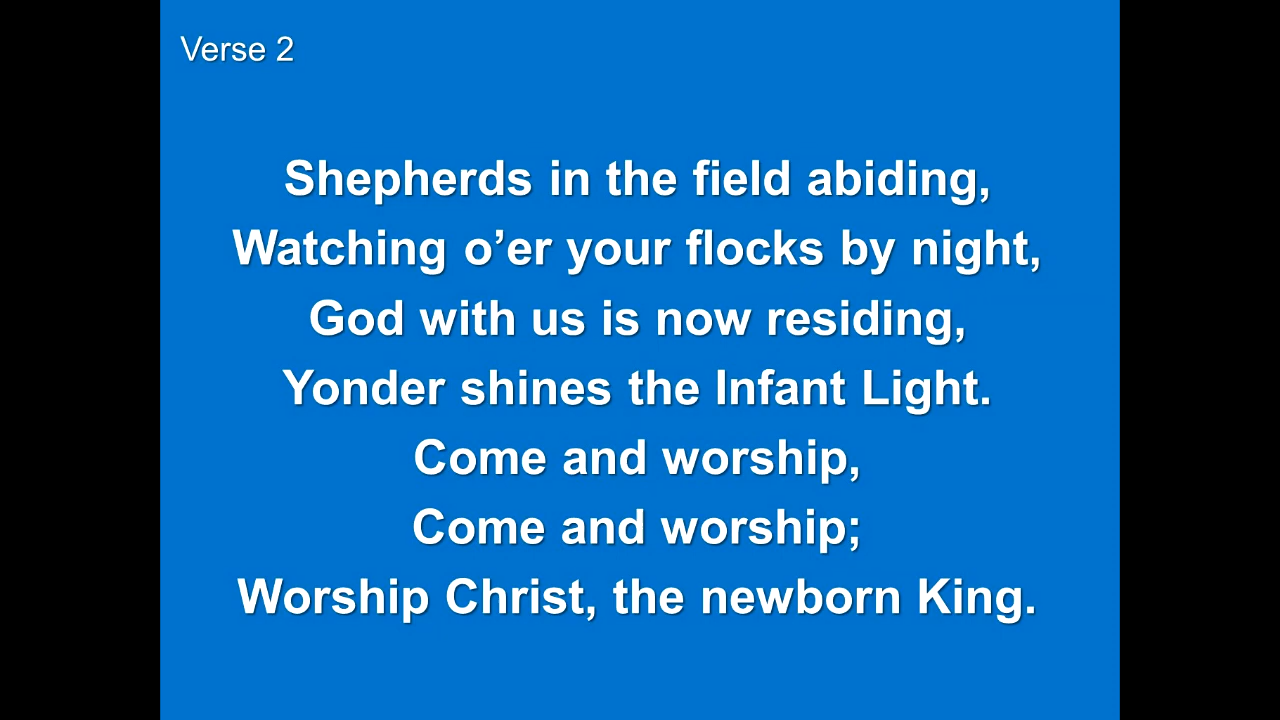 Verse 2
Shepherds in the field abiding,
Watching o’er your flocks by night,
God with us is now residing,
Yonder shines the Infant Light.
Come and worship,
Come and worship;
Worship Christ, the newborn King.